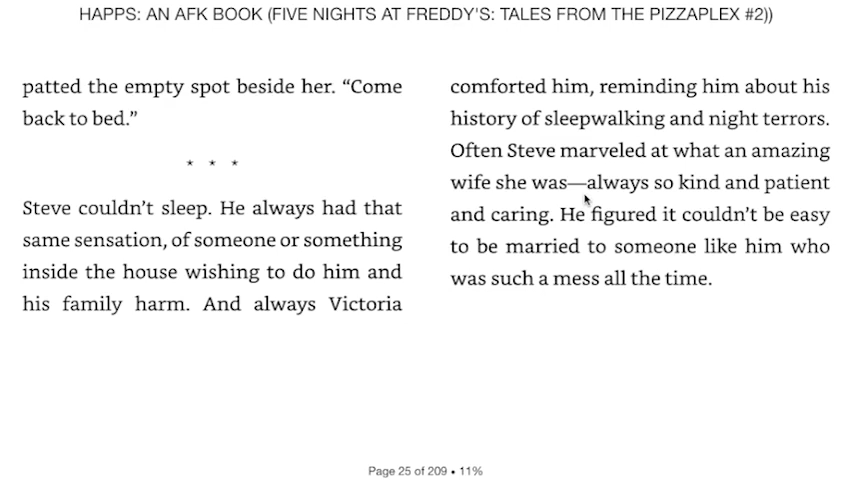 HAPPS: AN AFK BOOK (FIVE NIGHTS AT FREDDY'S: TALES FROM THE PIZZAPLEX #2))
patted the empty spot beside her. “Come
back to bed.”
* * *
Steve couldn’t sleep. He always had that
same sensation, of someone or something
inside the house wishing to do him and
his family harm. And always Victoria
comforted him, reminding him about his
history of sleepwalking and night terrors.
Often Steve marveled at what an amazing
wife she was—always so kind and patient
and caring. He figured it couldn’t be easy
to be married to someone like him who
was such a mess all the time.
Page 25 of 209 • 11%